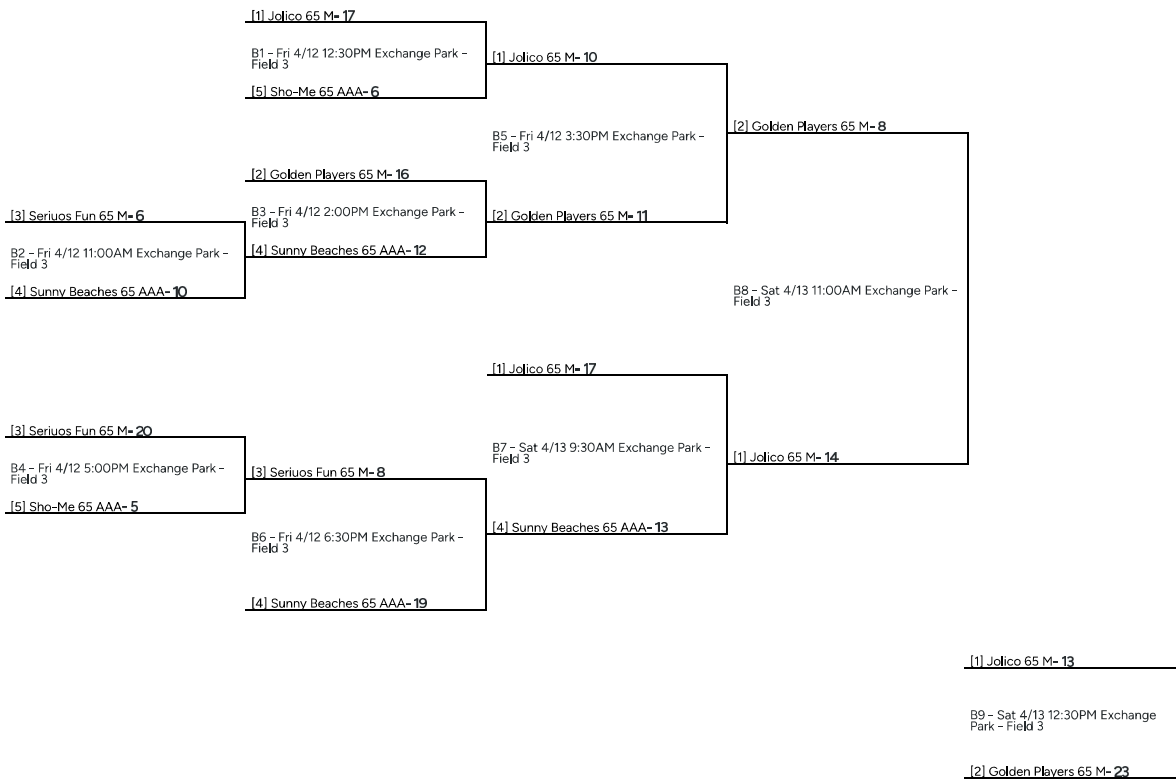 [1] Jolico 65 M- 17
B1 - Fri 4/12 12:30PM Exchange Park -
Field 3
[5] Sho-Me 65 AAA- 6
[1] Jolico 65 M- 10
B5 - Fri 4/12 3:30PM Exchange Park -
Field 3
[2] Golden Players 65 M- 8
[2] Golden Players 65 M- 16
B3 - Fri 4/12 2:00PM Exchange Park -
Field 3
[4] Sunny Beaches 65 AAA- 12
[2] Golden Players 65 M- 11
[3] Seriuos Fun 65 M- 6
B2 - Fri 4/12 11:00AM Exchange Park -
Field 3
[4] Sunny Beaches 65 AAA- 10
B8 - Sat 4/13 11:00AM Exchange Park -
Field 3
[1] Jolico 65 M- 17
B7 - Sat 4/13 9:30AM Exchange Park -
Field 3
[1] Jolico 65 M- 14
[3] Seriuos Fun 65 M- 20
B4 - Fri 4/12 5:00PM Exchange Park -
Field 3
[5] Sho-Me 65 AAA- 5
[3] Seriuos Fun 65 M- 8
B6 - Fri 4/12 6:30PM Exchange Park -
Field 3
[4] Sunny Beaches 65 AAA- 19
[4] Sunny Beaches 65 AAA- 13
[1] Jolico 65 M- 13
B9 - Sat 4/13 12:30PM Exchange
Park - Field 3
[2] Golden Players 65 M- 23